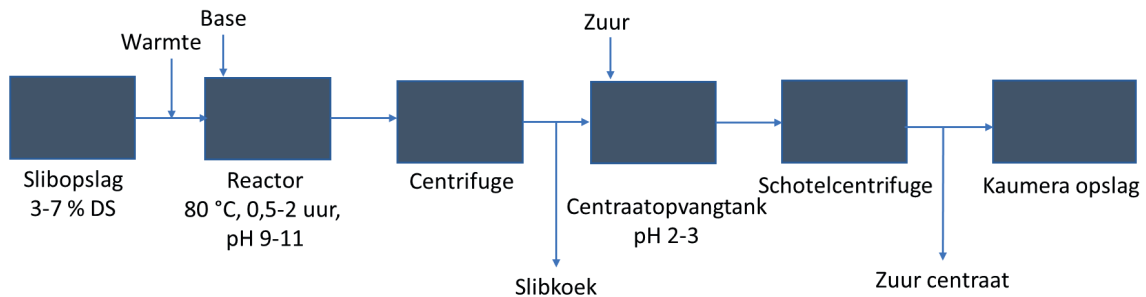 Base
Warmte
Zuur
Slibopslag
3-7 % DS
Reactor
80 °C, 0,5-2 uur,
pH 9-11
Centrifuge
Centraatopvangtank
pH 2-3
Schotelcentrifuge
Kaumera opslag
Slibkoek
Zuur centraat